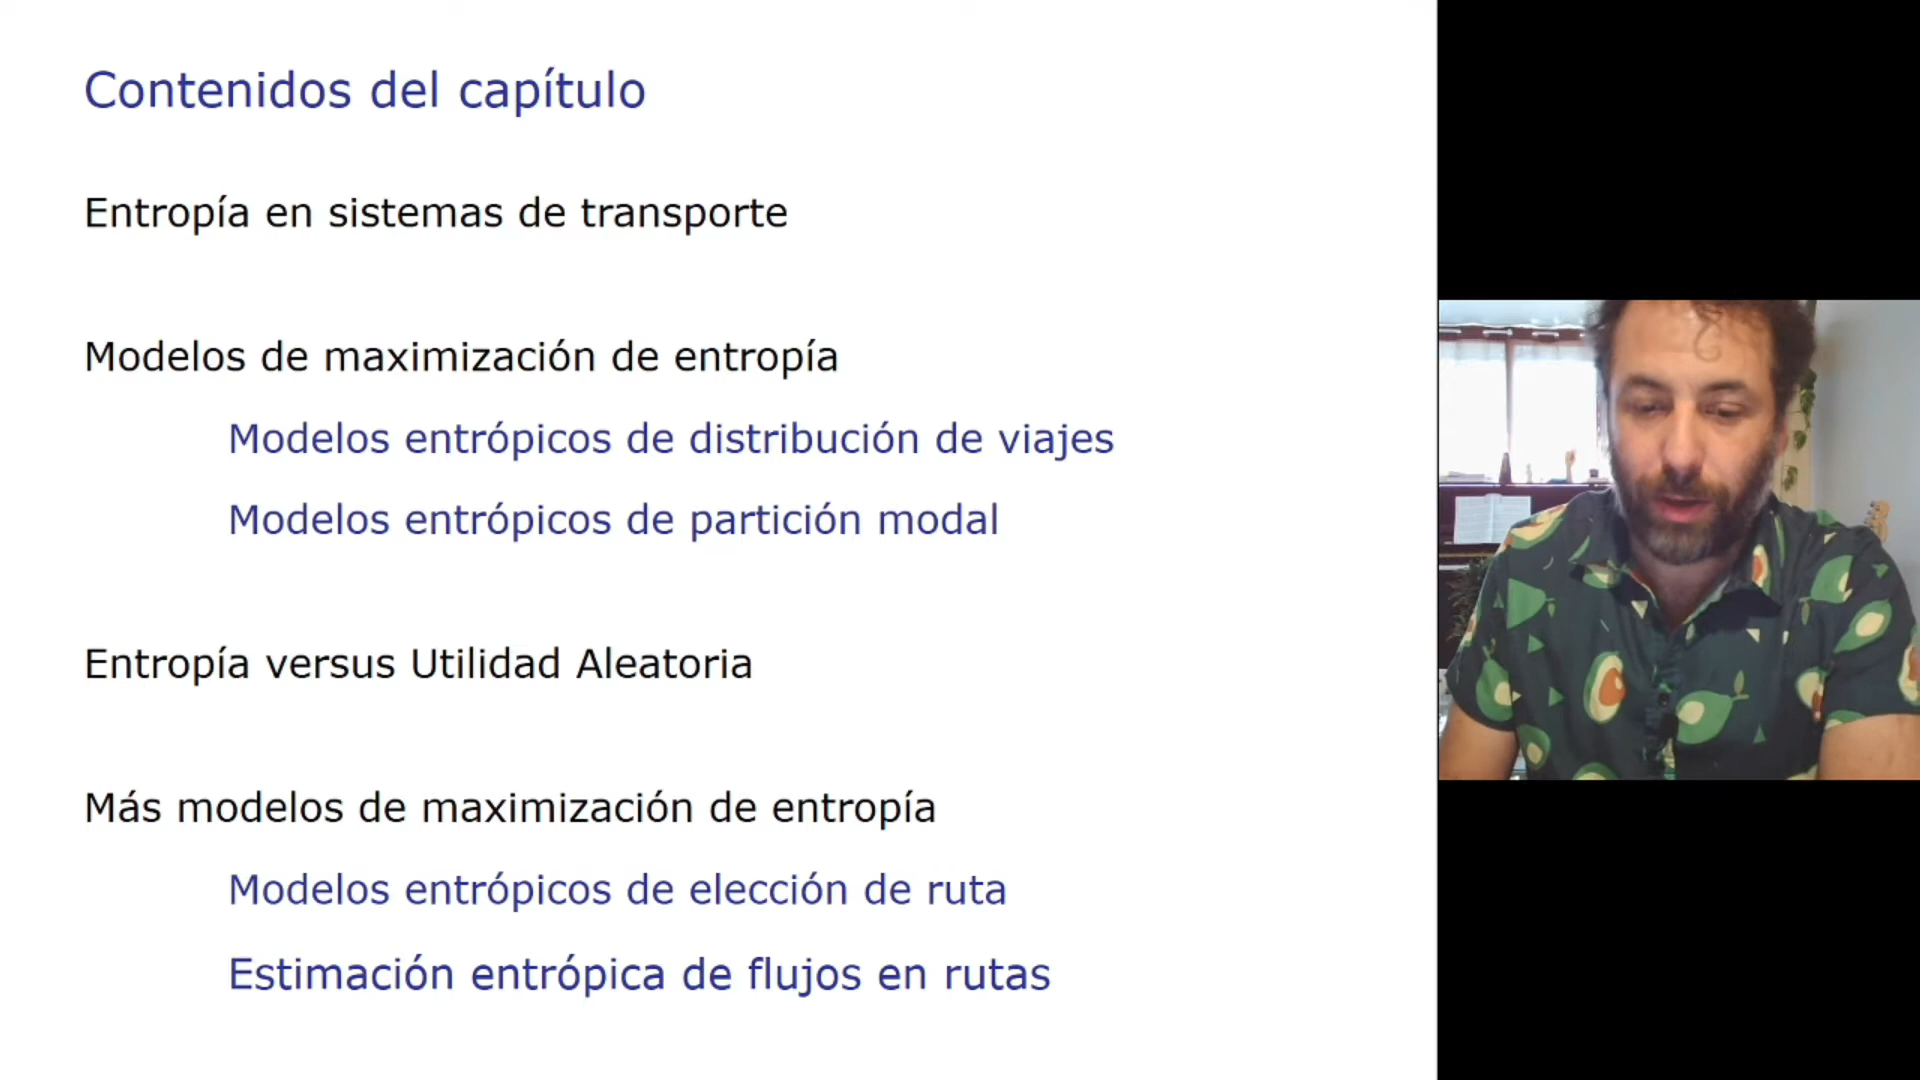 Contenidos del capítulo
Entropía en sistemas de transporte
Modelos de maximización de entropía
Modelos entrópicos de distribución de viajes
Modelos entrópicos de partición modal
Entropía versus Utilidad Aleatoria
Más modelos de maximización de entropía
Modelos entrópicos de elección de ruta
Estimación entrópica de flujos en rutas